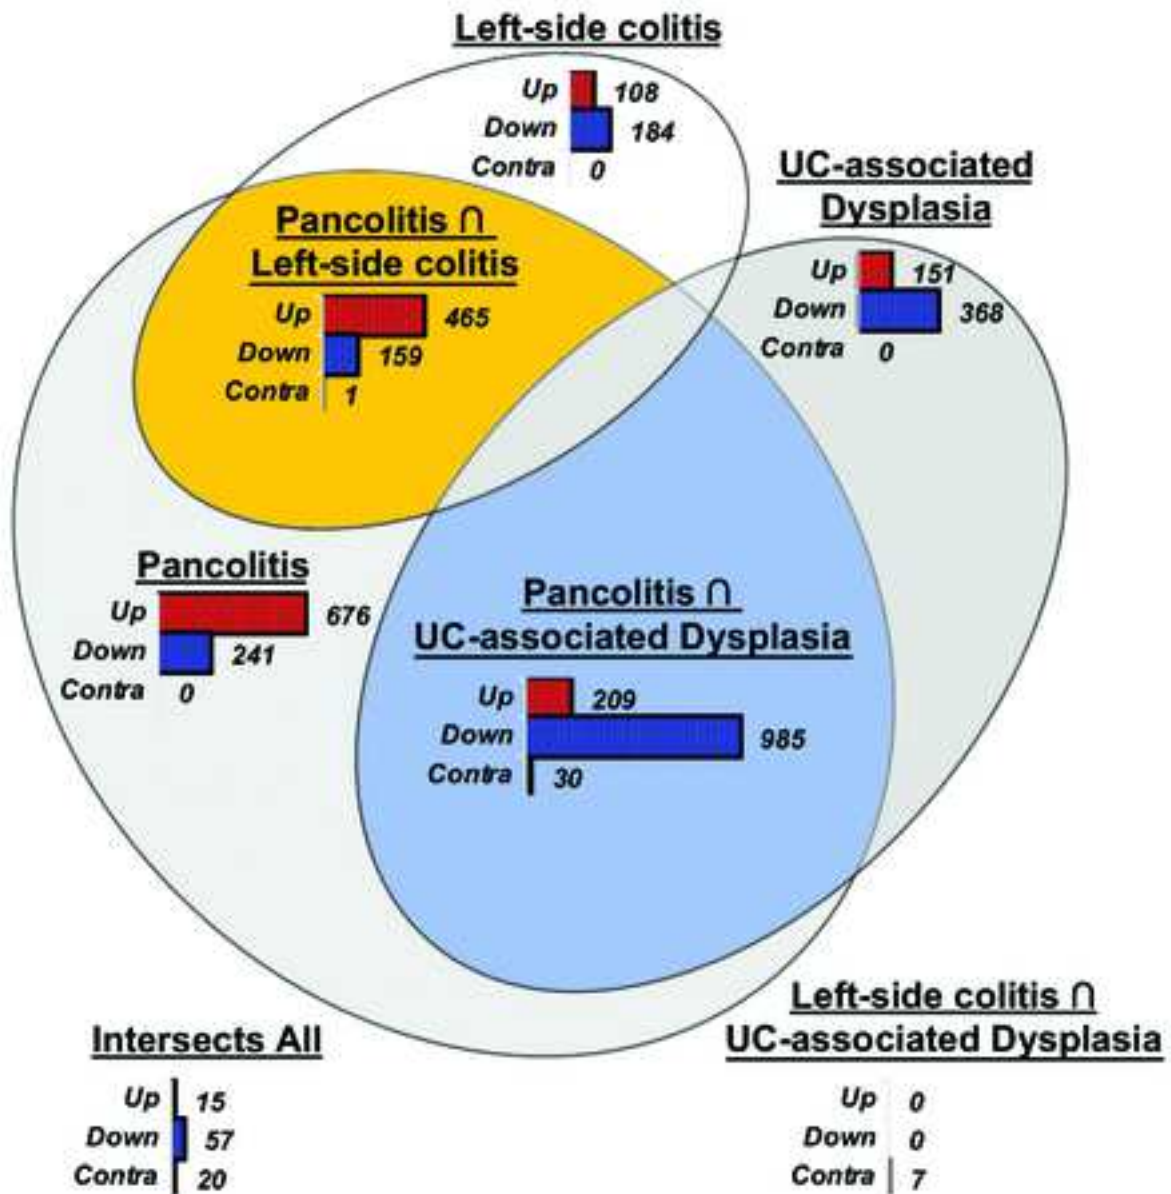 Left-side colitis
Up 108
Down 184
Contra 0
UC-associated
Dysplasia
Up 151
Down 368
Contra 0
Pancolitis ∩
Left-side colitis
Up 465
Down 159
Contra 1
Pancolitis
Up 676
Down 241
Contra 0
Pancolitis ∩
UC-associated Dysplasia
Up 209
Down 985
Contra 30
Intersects All
Up 15
Down 57
Contra 20
Left-side colitis ∩
UC-associated Dysplasia
Up 0
Down 0
Contra 7